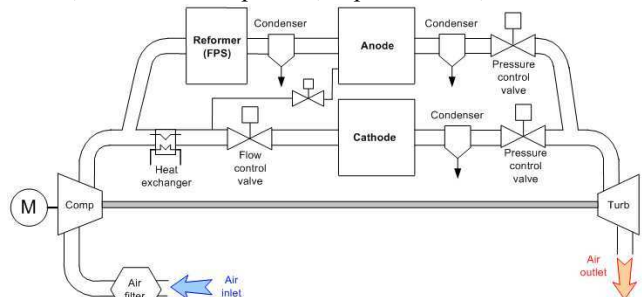 Reformer
(FPS)
Condenser
Anode
Condenser
Pressure
control
valve
Heat
exchanger
Flow
control
valve
Cathode
Condenser
Pressure
control
valve
M
Comp
Turb
Air
filter
Air
inlet
Air
outlet